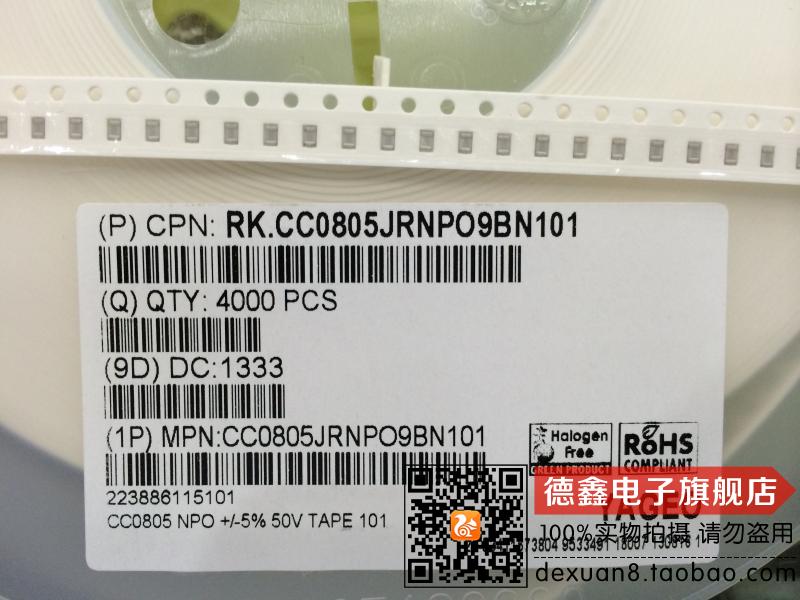 (P) CPN: RK.CC0805JRNPO9BN101
(Q) QTY: 4000 PCS
(9D) DC:1333
(1P) MPN:CC0805JRNPO9BN101
Halogen Free
GREEN PRODUCT
RoHS
COMPLIANT
223886115101
CC0805 NPO +/-5% 50V TAPE 101
YAGEO
德鑫电子旗舰店
100%实物拍摄 请勿盗用
9533491
dexuan8.taobao.com